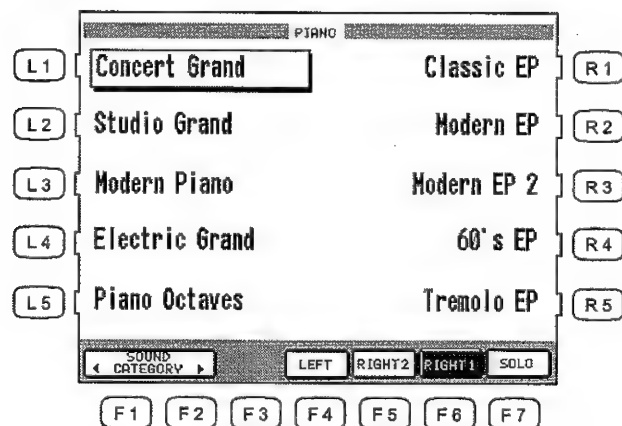 PIANO
L1 Concert Grand Classic EP R1
L2 Studio Grand Modern EP R2
L3 Modern Piano Modern EP 2 R3
L4 Electric Grand 60's EP R4
L5 Piano Octaves Tremolo EP R5
SOUND
◄ CATEGORY ► LEFT RIGHT2 RIGHT1 SOLO
F1 F2 F3 F4 F5 F6 F7